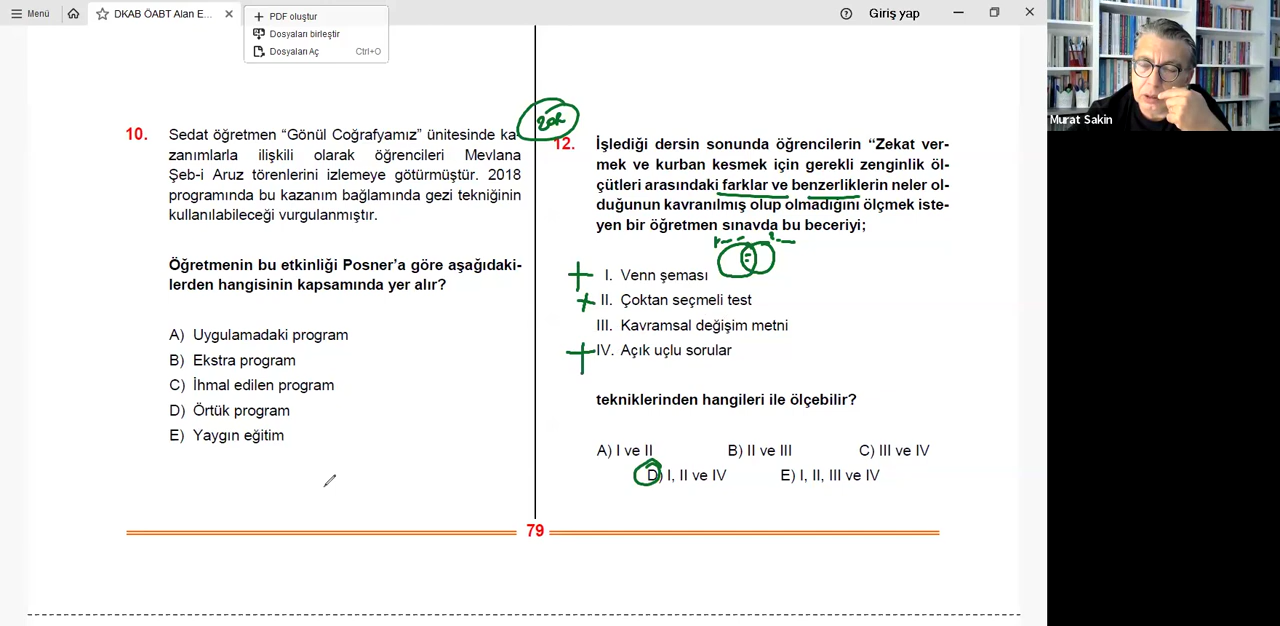 Menü
DKAB ÖABT Alan E...
PDF oluştur
Dosyaları birleştir
Dosyaları Aç Ctrl+O
Giriş yap
Murat Sakin
10. Sedat öğretmen “Gönül Coğrafyamız” ünitesinde ka-
zanımlarla ilişkili olarak öğrencileri Mevlana
Şeb-i Aruz törenlerini izlemeye götürmüştür. 2018
programında bu kazanım bağlamında gezi tekniğinin
kullanılabileceği vurgulanmıştır.
Öğretmenin bu etkinliği Posner’a göre aşağıdaki-
lerden hangisinin kapsamında yer alır?
A) Uygulamadaki program
B) Ekstra program
C) İhmal edilen program
D) Örtük program
E) Yaygın eğitim
zor
12. İşlediği dersin sonunda öğrencilerin “Zekat ver-
mek ve kurban kesmek için gerekli zenginlik öl-
çütleri arasındaki farklar ve benzerliklerin neler ol-
duğunun kavranılmış olup olmadığını ölçmek iste-
yen bir öğretmen sınavda bu beceriyi;
I. Venn şeması
II. Çoktan seçmeli test
III. Kavramsal değişim metni
IV. Açık uçlu sorular
tekniklerinden hangileri ile ölçebilir?
A) I ve II B) II ve III C) III ve IV
D) I, II ve IV E) I, II, III ve IV
79